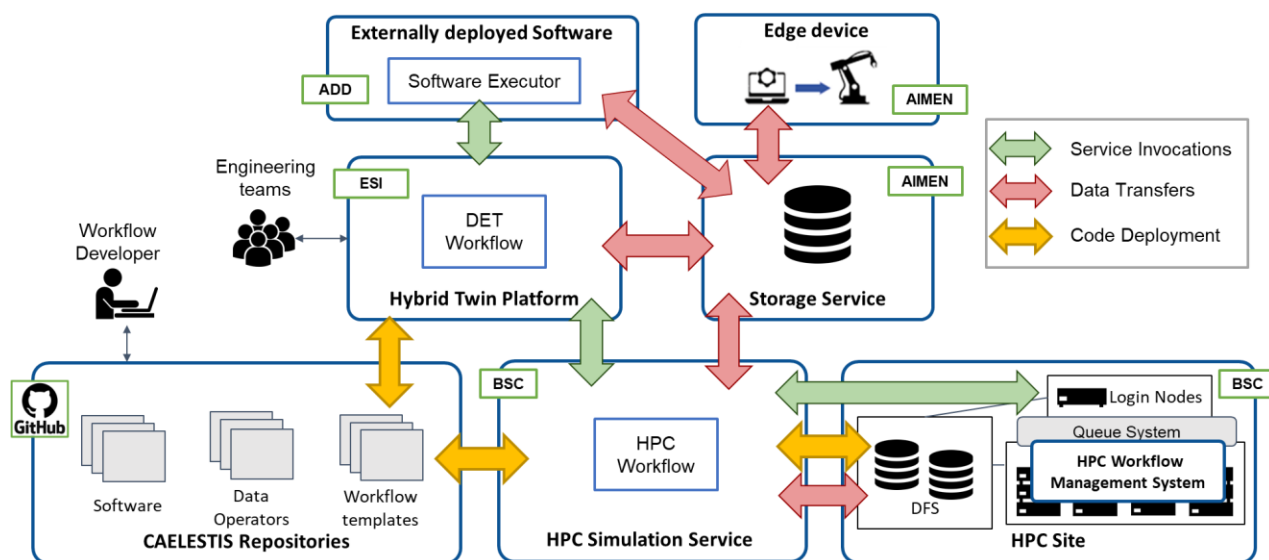 Externally deployed Software
Software Executor
ADD
Edge device
AIMEN
Service Invocations
Data Transfers
Code Deployment
Engineering
teams
ESI
DET
Workflow
Hybrid Twin Platform
AIMEN
Storage Service
Workflow
Developer
GitHub
Software
Data
Operators
Workflow
templates
CAELESTIS Repositories
BSC
HPC
Workflow
HPC Simulation Service
BSC
Login Nodes
Queue System
HPC Workflow
Management System
DFS
HPC Site